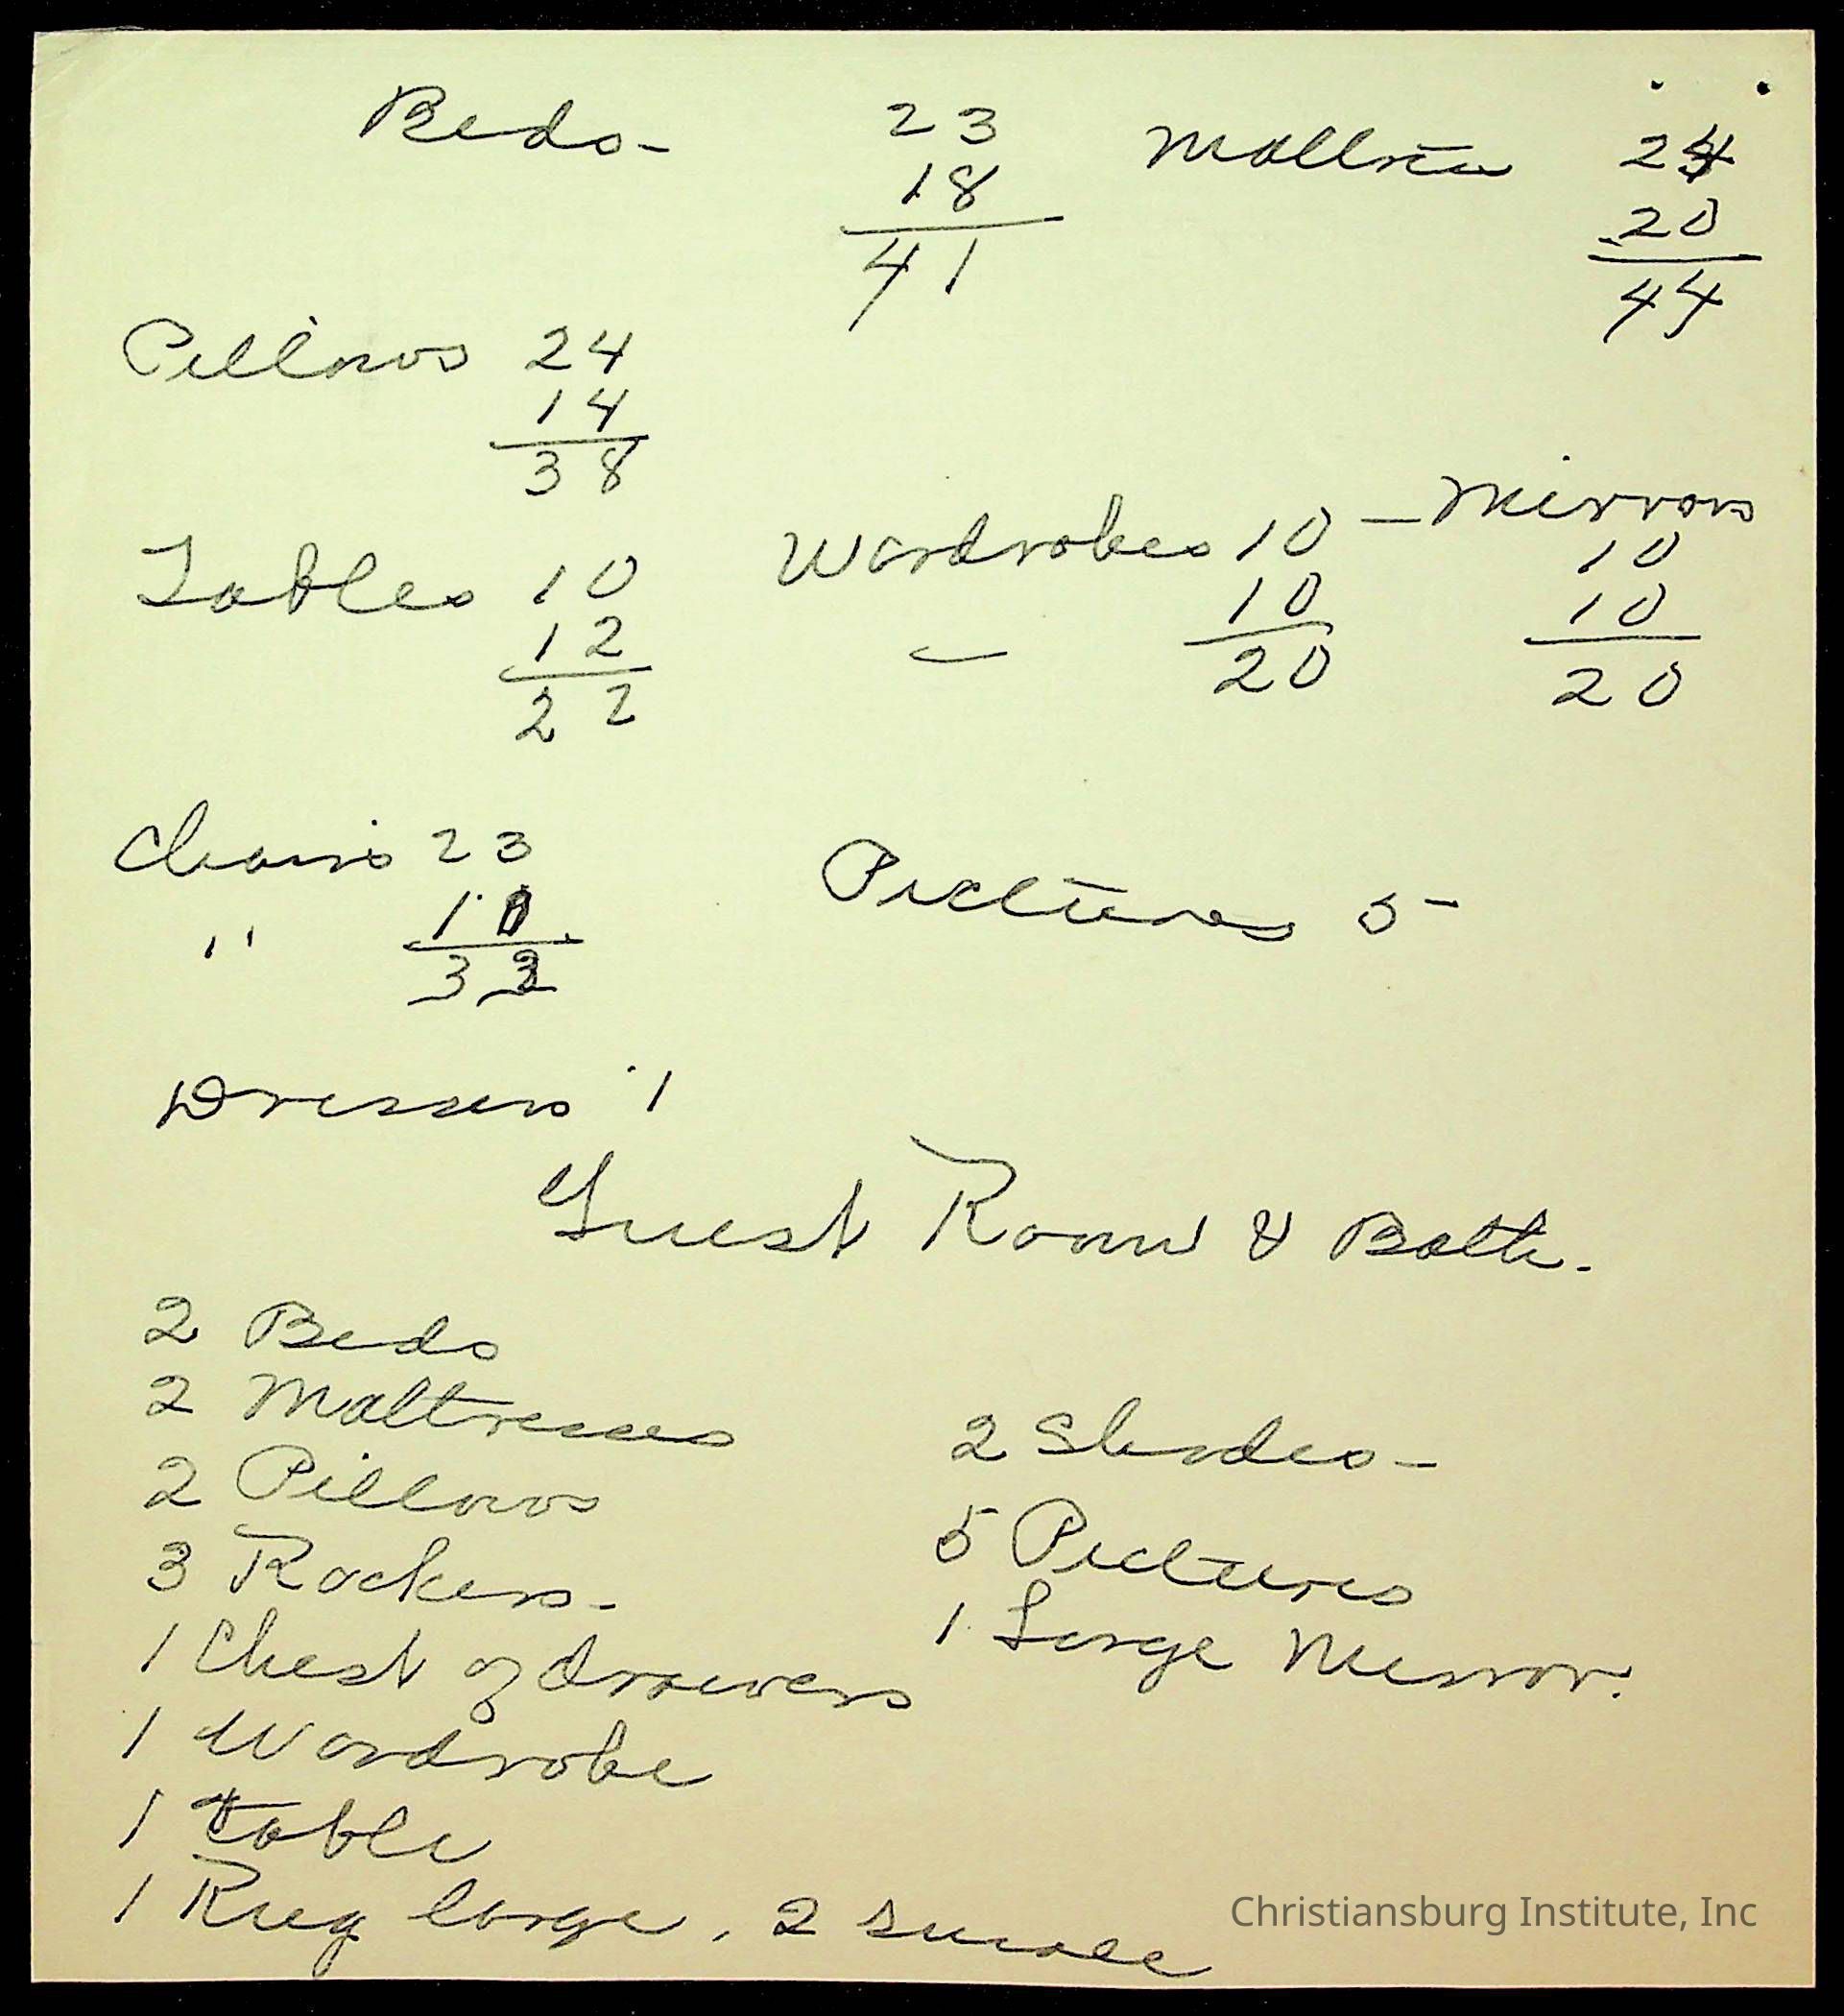 Beds- 23 Mattress 24
18 20
41 44
Pillows 24
14
38
Tables 10 Wardrobes 10 - Mirrors
12 10 10
22 - 20 10
20
Chairs 23 Pictures 5-
" 10
33
Dressers 1
Guest Room & Bath.
2 Beds
2 Mattresses
2 Pillows
3 Rockers-
1 Chest of drawers
1 Wardrobe
1 table
1 Rug large, 2 small
2 Shades-
5 Pictures
1 Large Mirror.
Christiansburg Institute, Inc